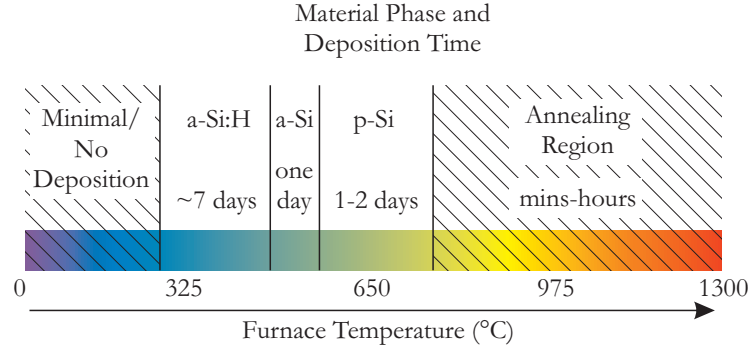 Material Phase and
Deposition Time
Minimal/
No
Deposition
a-Si:H
~7 days
a-Si
one
day
p-Si
1-2 days
Annealing
Region
mins-hours
0
325
650
975
1300
Furnace Temperature (°C)